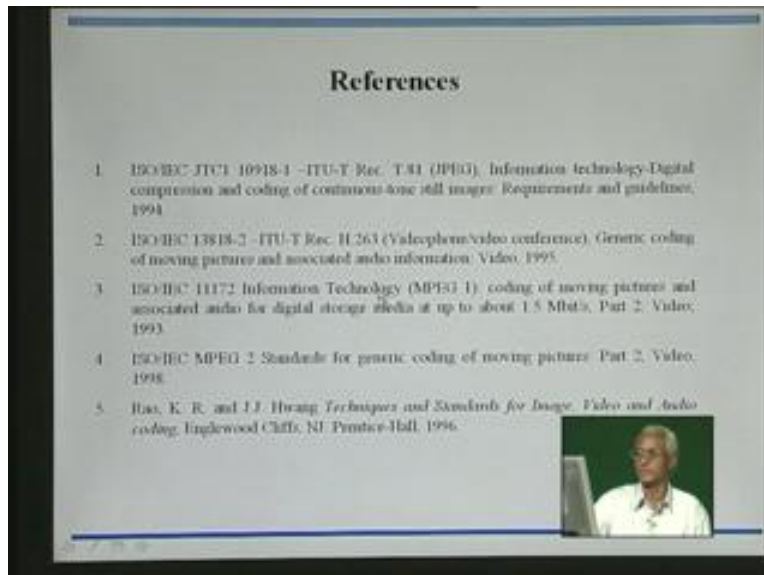 References
1 ISO/IEC JTC1 10918-1 –ITU-T Rec. T.81 (JPEG), Information technology-Digital
compression and coding of continuous-tone still images: Requirements and guidelines,
1994
2 ISO/IEC 13818-2 –ITU-T Rec. H.263 (Videophone/video conference), Generic coding
of moving pictures and associated audio information: Video, 1995.
3 ISO/IEC 11172 Information Technology (MPEG 1): coding of moving pictures and
associated audio for digital storage media at up to about 1.5 Mbit/s, Part 2, Video;
1993
4 ISO/IEC MPEG 2 Standards for generic coding of moving pictures. Part 2, Video,
1998
5. Rao, K. R. and J.J. Hwang Techniques and Standards for Image, Video and Audio
coding, Englewood Cliffs, NJ. Prentice-Hall, 1996.